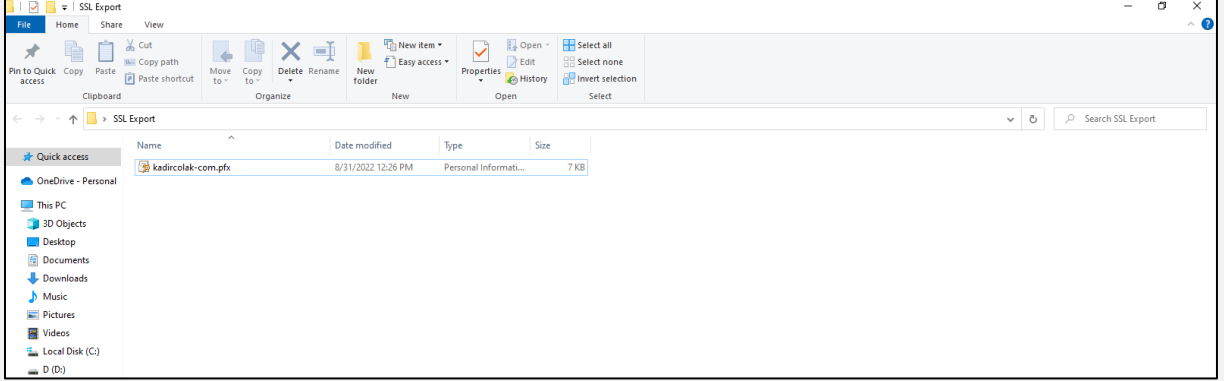 SSL Export
File Home Share View
Pin to Quick access
Copy
Paste
Cut
Copy path
Paste shortcut
Clipboard
Move to
Copy to
Delete
Rename
Organize
New folder
New item
Easy access
New
Properties
Open
Edit
History
Open
Select all
Select none
Invert selection
Select
SSL Export
Search SSL Export
Name Date modified Type Size
kadircolak-com.pfx 8/31/2022 12:26 PM Personal Informati... 7 KB
Quick access
OneDrive - Personal
This PC
3D Objects
Desktop
Documents
Downloads
Music
Pictures
Videos
Local Disk (C:)
D (D:)